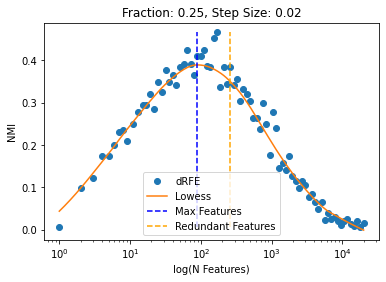 Fraction: 0.25, Step Size: 0.02
NMI
0.4
0.3
0.2
0.1
0.0
dRFE
Lowess
Max Features
Redundant Features
10⁰ 10¹ 10² 10³ 10⁴
log(N Features)